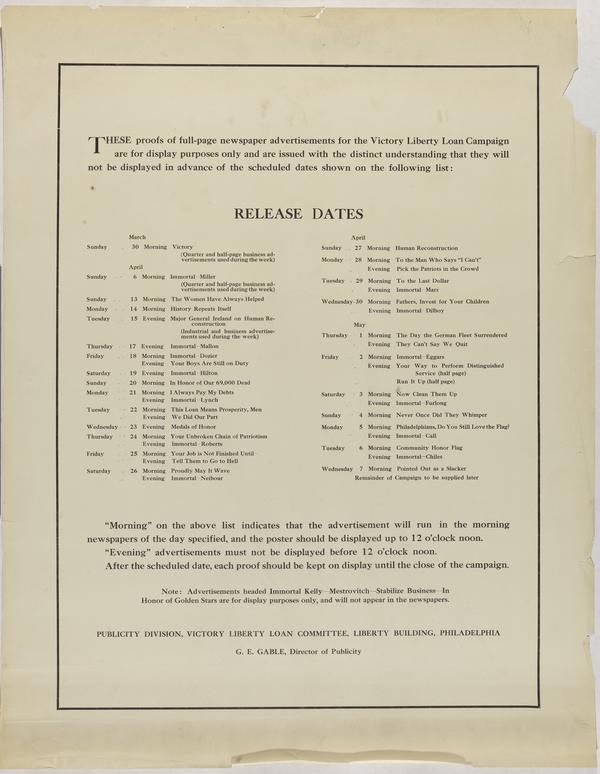 THESE proofs of full-page newspaper advertisements for the Victory Liberty Loan Campaign
are for display purposes only and are issued with the distinct understanding that they will
not be displayed in advance of the scheduled dates shown on the following list:
RELEASE DATES
March
Sunday 30 Morning Victory
(Quarter and half-page business ad-
vertisements used during the week)
April
Sunday 6 Morning Immortal—Miller
(Quarter and half-page business ad-
vertisements used during the week)
Sunday 13 Morning The Women Have Always Helped
Monday 14 Morning History Repeats Itself
Tuesday 15 Evening Major General Ireland on Human Re-
construction
(Industrial and business advertise-
ments used during the week)
Thursday 17 Evening Immortal—Mallon
Friday 18 Morning Immortal—Dozier
Evening Your Boys Are Still on Duty
Saturday 19 Evening Immortal—Hilton
Sunday 20 Morning In Honor of Our 69,000 Dead
Monday 21 Morning I Always Pay My Debts
Evening Immortal—Lynch
Tuesday 22 Morning This Loan Means Prosperity, Men
Evening We Did Our Part
Wednesday 23 Evening Medals of Honor
Thursday 24 Morning Your Unbroken Chain of Patriotism
Evening Immortal—Roberts
Friday 25 Morning Your Job is Not Finished Until—
Evening Tell Them to Go to Hell
Saturday 26 Morning Proudly May It Wave
Evening Immortal—Neibour
April
Sunday 27 Morning Human Reconstruction
Monday 28 Morning To the Man Who Says "I Can't"
Evening Pick the Patriots in the Crowd
Tuesday 29 Morning To the Last Dollar
Evening Immortal—Marz
Wednesday 30 Morning Fathers, Invest for Your Children
Evening Immortal—Dilboy
May
Thursday 1 Morning The Day the German Fleet Surrendered
Evening They Can't Say We Quit
Friday 2 Morning Immortal—Eggars
Evening Your Way to Perform Distinguished
Service (half page)
Run It Up (half page)
Saturday 3 Morning Now Clean Them Up
Evening Immortal—Furlong
Sunday 4 Morning Never Once Did They Whimper
Monday 5 Morning Philadelphians, Do You Still Love the Flag?
Evening Immortal—Call
Tuesday 6 Morning Community Honor Flag
Evening Immortal—Chiles
Wednesday 7 Morning Pointed Out as a Slacker
Remainder of Campaign to be supplied later
"Morning" on the above list indicates that the advertisement will run in the morning
newspapers of the day specified, and the poster should be displayed up to 12 o'clock noon.
"Evening" advertisements must not be displayed before 12 o'clock noon.
After the scheduled date, each proof should be kept on display until the close of the campaign.
Note: Advertisements headed Immortal Kelly—Mestrovitch—Stabilize Business—In
Honor of Golden Stars are for display purposes only, and will not appear in the newspapers.
PUBLICITY DIVISION, VICTORY LIBERTY LOAN COMMITTEE, LIBERTY BUILDING, PHILADELPHIA
G. E. GABLE, Director of Publicity